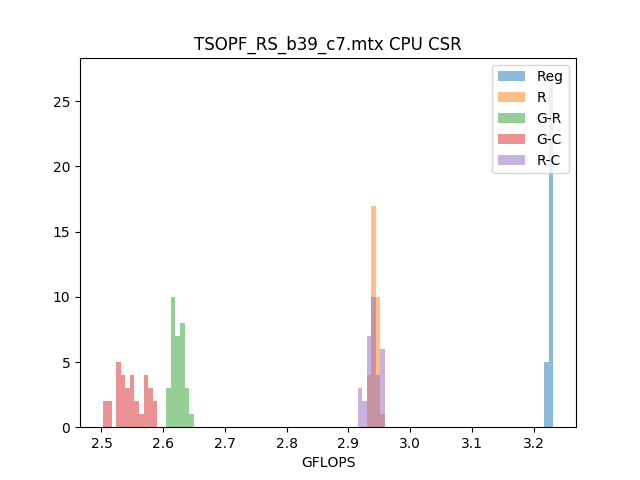 TSOPF_RS_b39_c7.mtx CPU CSR
Reg
R
G-R
G-C
R-C
25
20
15
10
5
0
2.5 2.6 2.7 2.8 2.9 3.0 3.1 3.2
GFLOPS